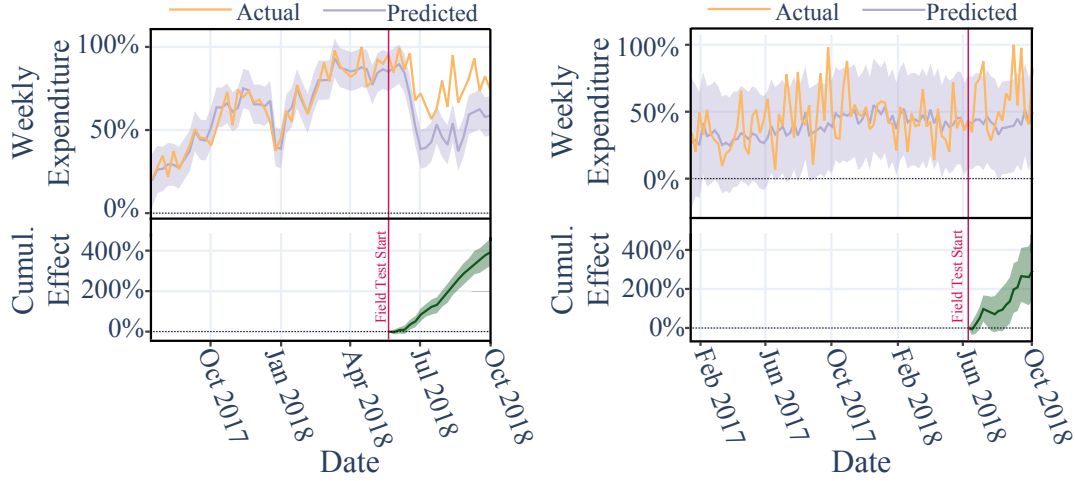 Actual Predicted
Weekly
Expenditure
100%
50%
0%
Cumul.
Effect
400%
200%
0%
Field Test Start
Oct 2017
Jan 2018
Apr 2018
Jul 2018
Oct 2018
Date
Actual Predicted
Weekly
Expenditure
100%
50%
0%
Cumul.
Effect
400%
200%
0%
Field Test Start
Feb 2017
Jun 2017
Oct 2017
Feb 2018
Jun 2018
Oct 2018
Date